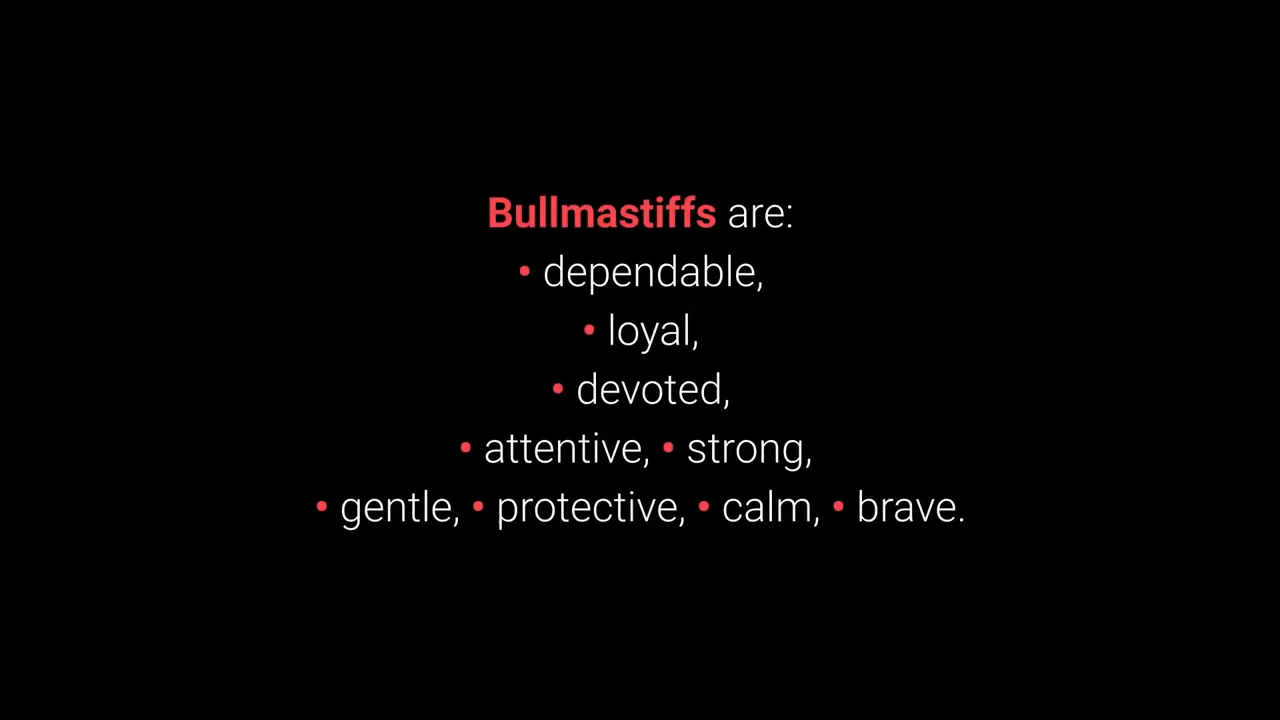 Bullmastiffs are:
• dependable,
• loyal,
• devoted,
• attentive, • strong,
• gentle, • protective, • calm, • brave.